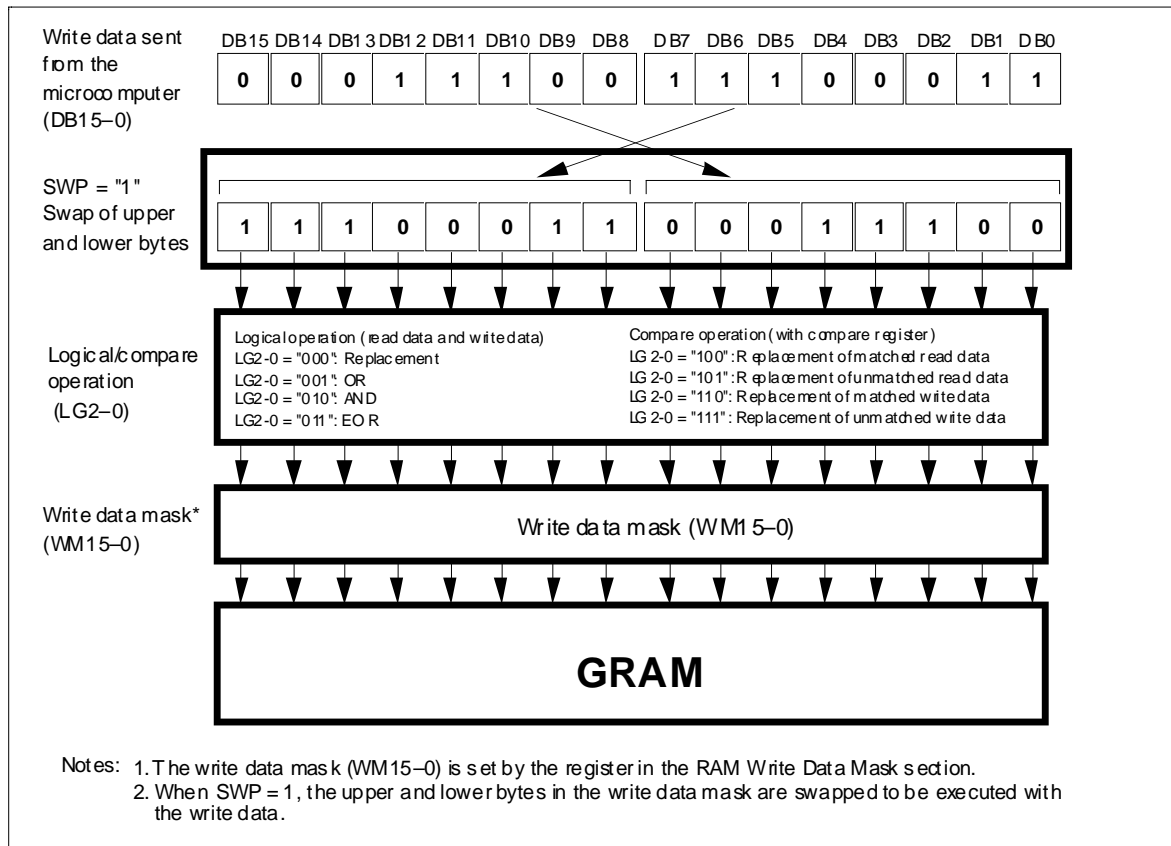 Write data sent
from the
microcomputer
(DB15–0)
DB15 DB14 DB13 DB12 DB11 DB10 DB9 DB8 DB7 DB6 DB5 DB4 DB3 DB2 DB1 DB0
0 0 0 1 1 1 0 0 1 1 1 0 0 0 1 1
SWP = "1"
Swap of upper
and lower bytes
1 1 1 0 0 0 1 1 0 0 0 1 1 1 0 0
Logical/compare
operation
(LG2–0)
Logical operation (read data and write data)
LG2-0 = "000": Replacement
LG2-0 = "001": OR
LG2-0 = "010": AND
LG2-0 = "011": EOR
Compare operation (with compare register)
LG2-0 = "100": Replacement of matched read data
LG2-0 = "101": Replacement of unmatched read data
LG2-0 = "110": Replacement of matched write data
LG2-0 = "111": Replacement of unmatched write data
Write data mask*
(WM15–0)
Write data mask (WM15–0)
GRAM
Notes: 1. The write data mask (WM15–0) is set by the register in the RAM Write Data Mask section.
2. When SWP = 1, the upper and lower bytes in the write data mask are swapped to be executed with
the write data.